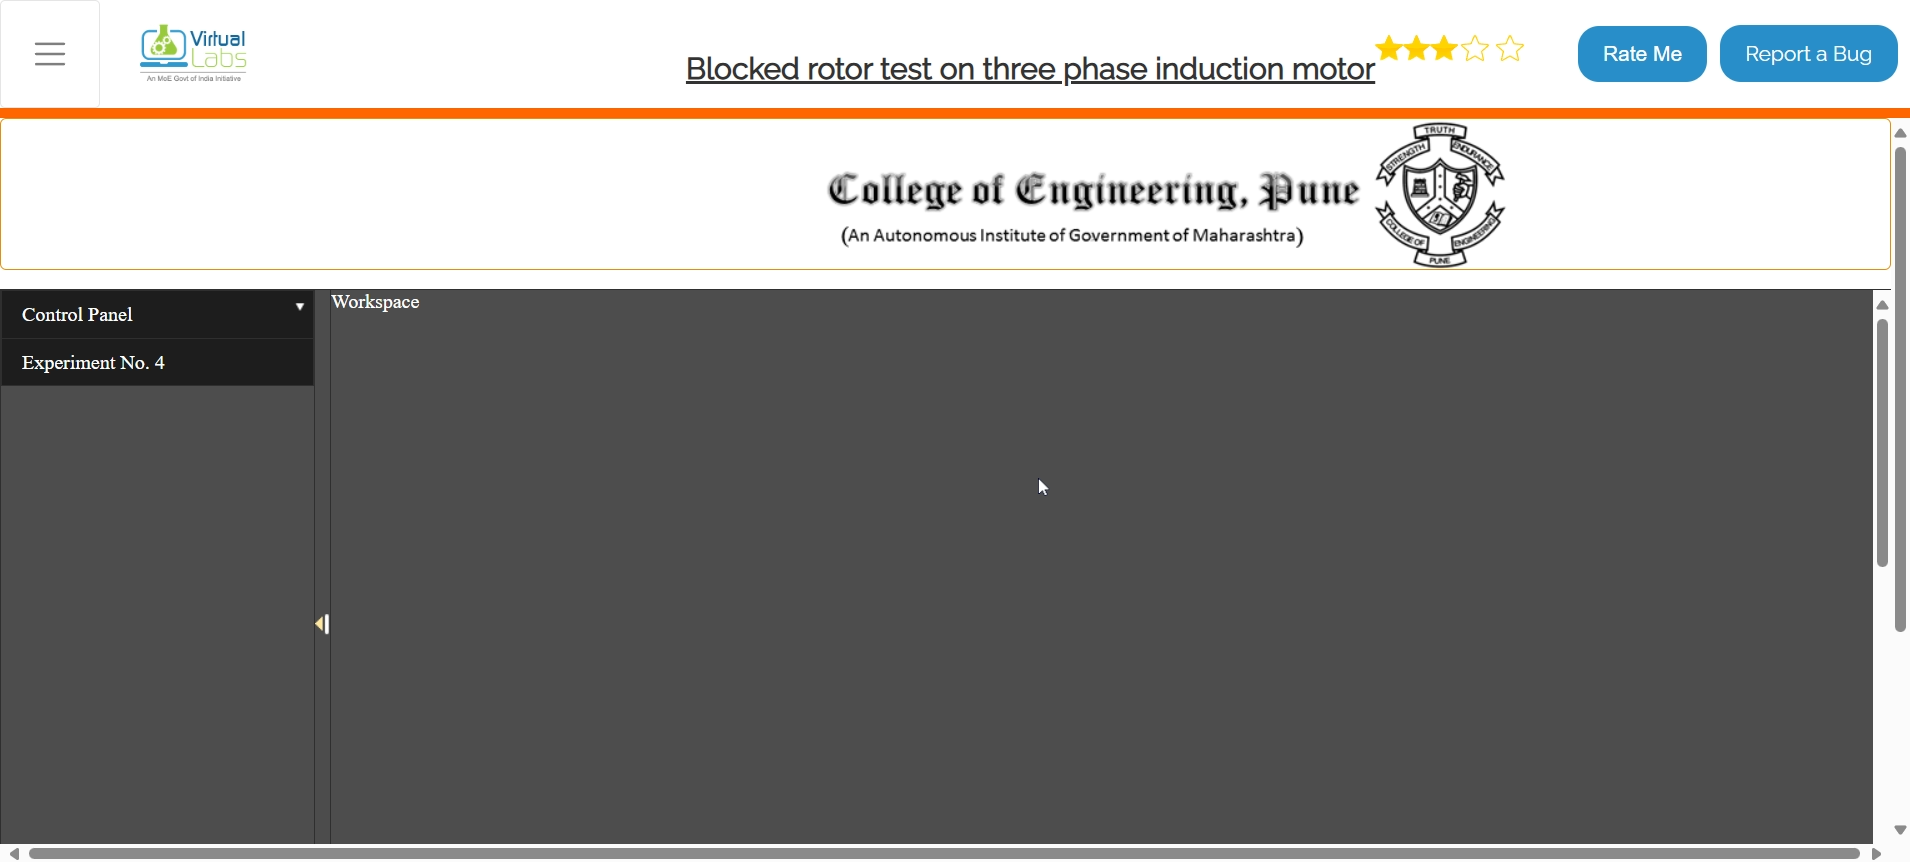 Virtual
Labs
An MoE Govt of India Initiative
Blocked rotor test on three phase induction motor
Rate Me
Report a Bug
College of Engineering, Pune
(An Autonomous Institute of Government of Maharashtra)
TRUTH
STRENGTH
ENDURANCE
COLLEGE OF
ENGINEERING
PUNE
Control Panel
Experiment No. 4
Workspace